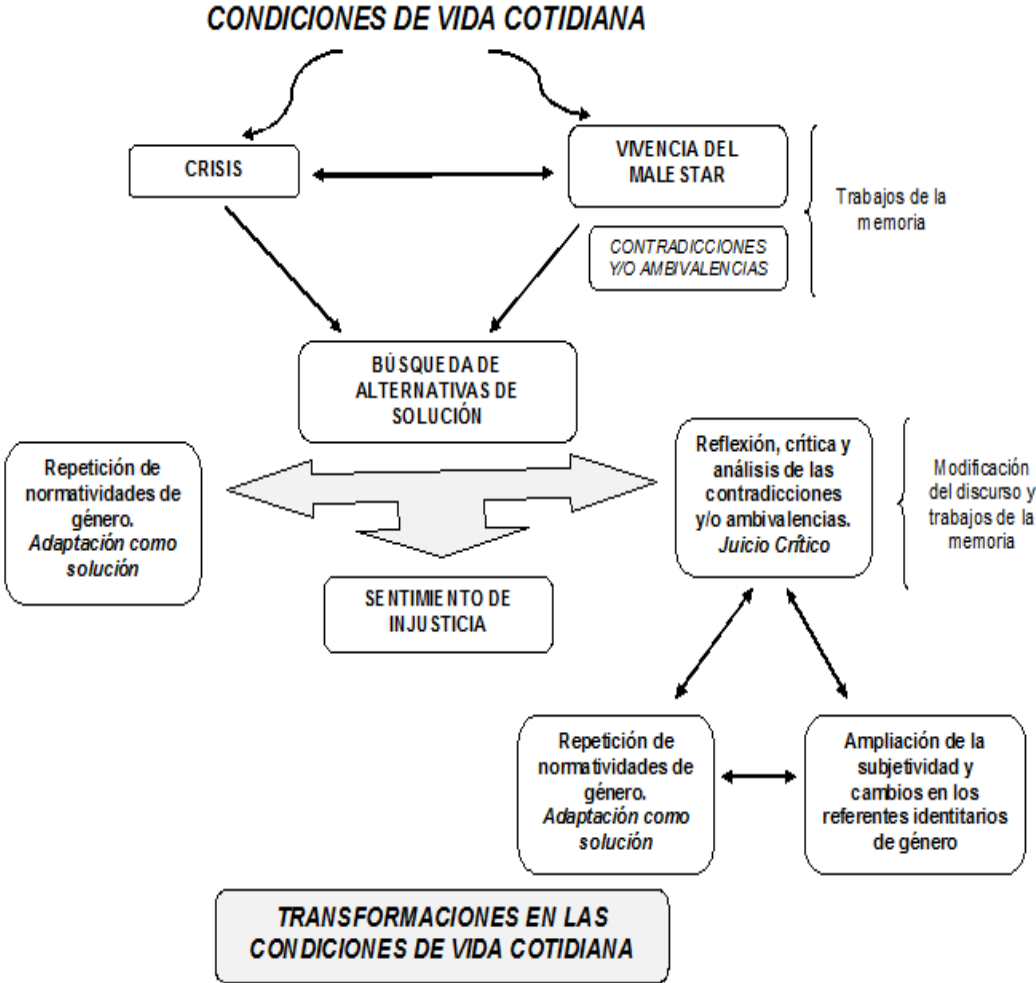 CONDICIONES DE VIDA COTIDIANA
CRISIS
VIVENCIA DEL
MALE STAR
CONTRADICCIONES
Y/O AMBIVALENCIAS
Trabajos de la
memoria
BÚSQUEDA DE
ALTERNATIVAS DE
SOLUCIÓN
Repetición de
normatividades de
género.
Adaptación como
solución
Reflexión, crítica y
análisis de las
contradicciones
y/o ambivalencias.
Juicio Crítico
Modificación
del discurso y
trabajos de la
memoria
SENTIMIENTO DE
INJUSTICIA
Repetición de
normatividades de
género.
Adaptación como
solución
Ampliación de la
subjetividad y
cambios en los
referentes identitarios
de género
TRANSFORMACIONES EN LAS
CONDICIONES DE VIDA COTIDIANA